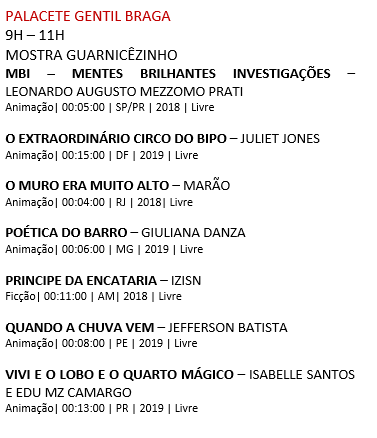 PALACETE GENTIL BRAGA
9H – 11H
MOSTRA GUARNICÊZINHO
MBI – MENTES BRILHANTES INVESTIGAÇÕES –
LEONARDO AUGUSTO MEZZOMO PRATI
Animação| 00:05:00 | SP/PR | 2018 | Livre
O EXTRAORDINÁRIO CIRCO DO BIPO – JULIET JONES
Animação| 00:15:00 | DF | 2019 | Livre
O MURO ERA MUITO ALTO – MARÃO
Animação| 00:04:00 | RJ | 2018| Livre
POÉTICA DO BARRO – GIULIANA DANZA
Animação| 00:06:00 | MG | 2019 | Livre
PRINCIPE DA ENCATARIA – IZISN
Ficção| 00:11:00 | AM| 2018 | Livre
QUANDO A CHUVA VEM – JEFFERSON BATISTA
Animação| 00:08:00 | PE | 2019 | Livre
VIVI E O LOBO E O QUARTO MÁGICO – ISABELLE SANTOS
E EDU MZ CAMARGO
Animação| 00:13:00 | PR | 2019 | Livre